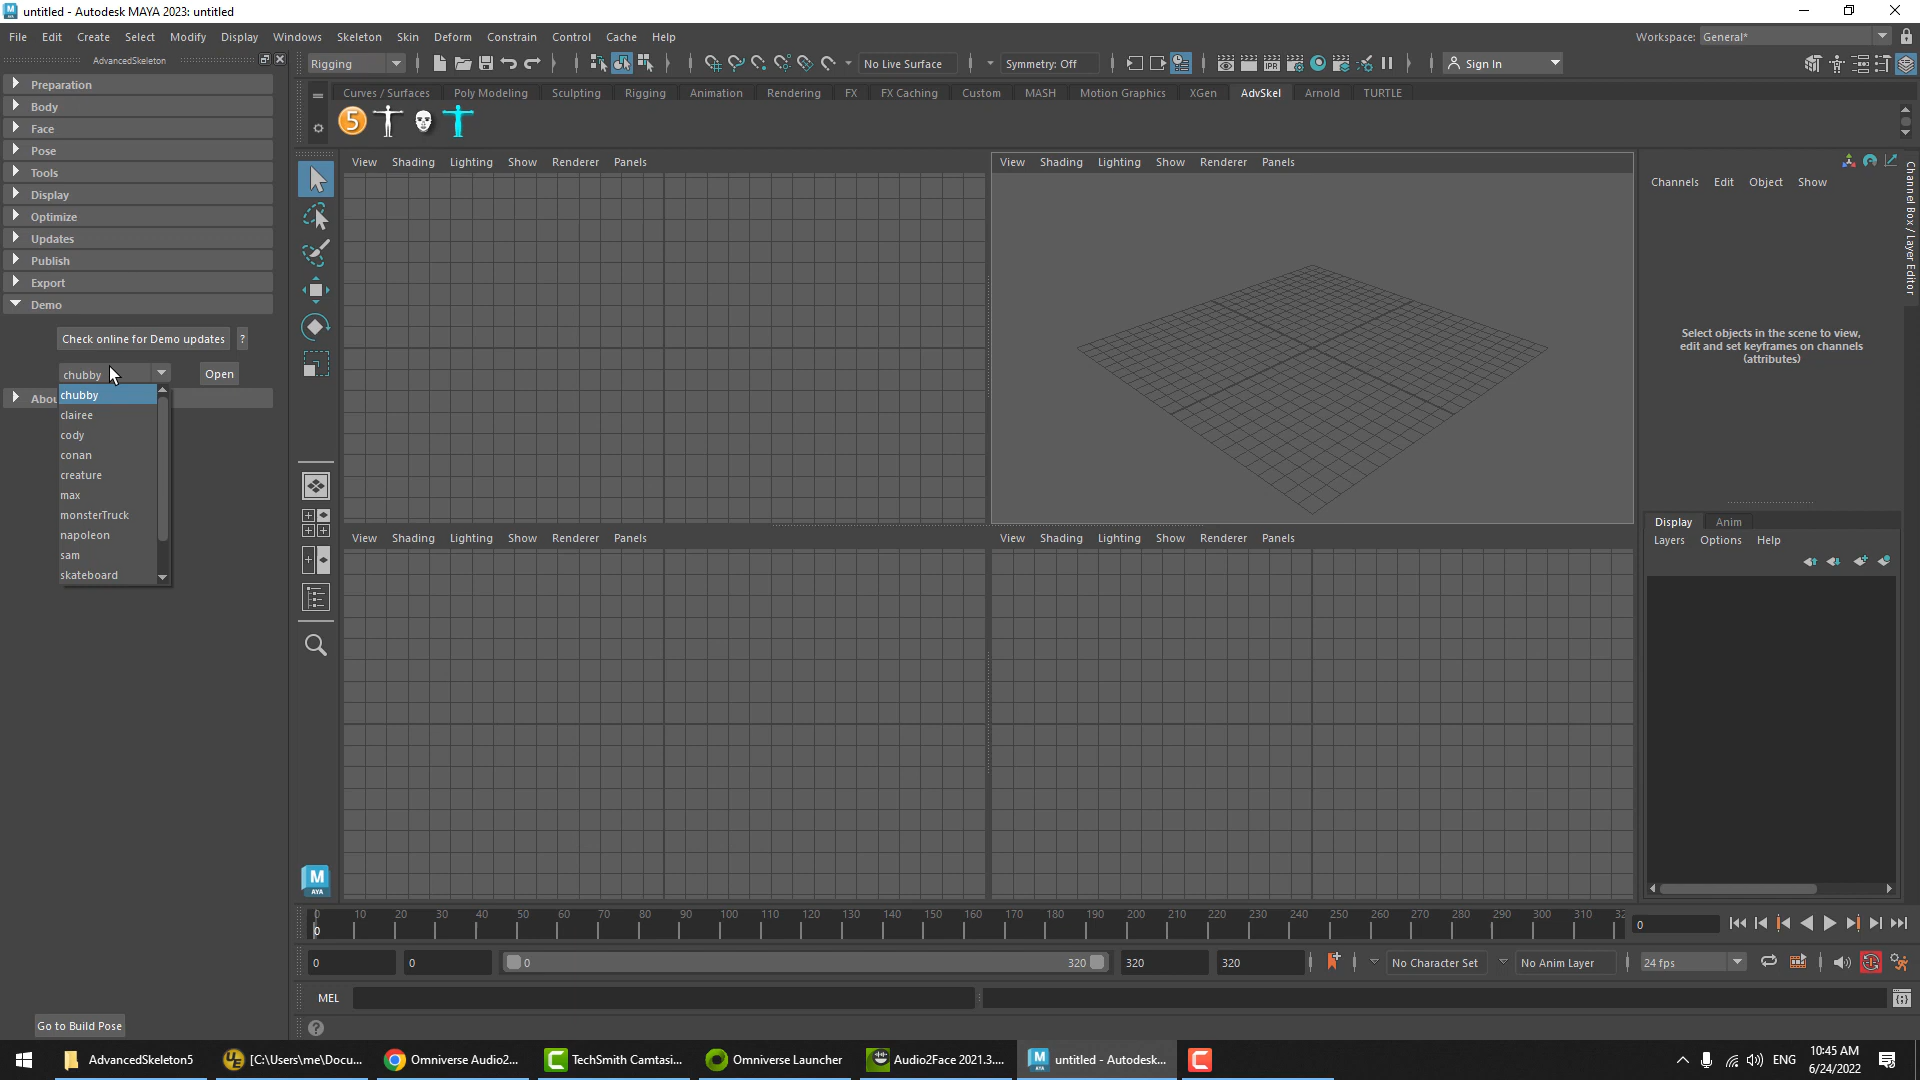 untitled - Autodesk MAYA 2023: untitled
File Edit Create Select Modify Display Windows Skeleton Skin Deform Constrain Control Cache Help
Workspace: General*
AdvancedSkeleton
Rigging
No Live Surface
Symmetry: Off
Sign In
Preparation
Body
Face
Pose
Tools
Display
Optimize
Updates
Publish
Export
Demo
Check online for Demo updates ?
chubby Open
chubby
clairee
cody
conan
creature
max
monsterTruck
napoleon
sam
skateboard
Abou
Go to Build Pose
Curves / Surfaces Poly Modeling Sculpting Rigging Animation Rendering FX FX Caching Custom MASH Motion Graphics XGen AdvSkel Arnold TURTLE
5
View Shading Lighting Show Renderer Panels
View Shading Lighting Show Renderer Panels
View Shading Lighting Show Renderer Panels
View Shading Lighting Show Renderer Panels
Channels Edit Object Show
Channel Box / Layer Editor
Select objects in the scene to view,
edit and set keyframes on channels
(attributes)
Display Anim
Layers Options Help
M
AYA
0 10 20 30 40 50 60 70 80 90 100 110 120 130 140 150 160 170 180 190 200 210 220 230 240 250 260 270 280 290 300 310 32
0
0
0 0 0 320 320 320 No Character Set No Anim Layer 24 fps
MEL
?
AdvancedSkeleton5 [C:\Users\me\Docu... Omniverse Audio2... TechSmith Camtasi... Omniverse Launcher Audio2Face 2021.3.... untitled - Autodesk...
ENG
10:45 AM
6/24/2022